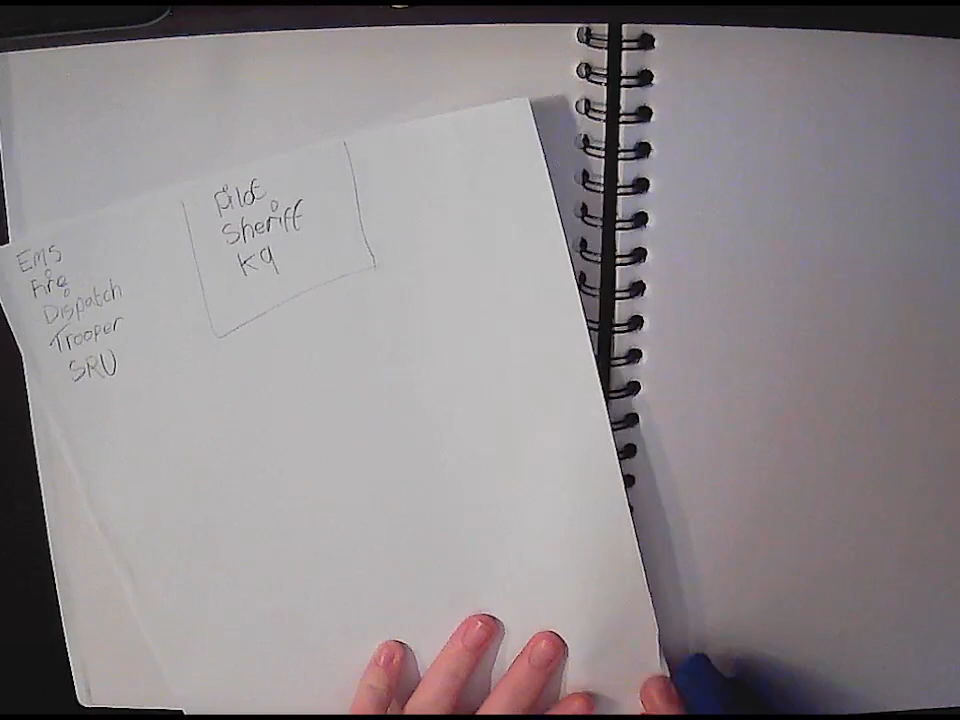 EMS
Fire
Dispatch
Trooper
SRU
pilot
Sheriff
K9